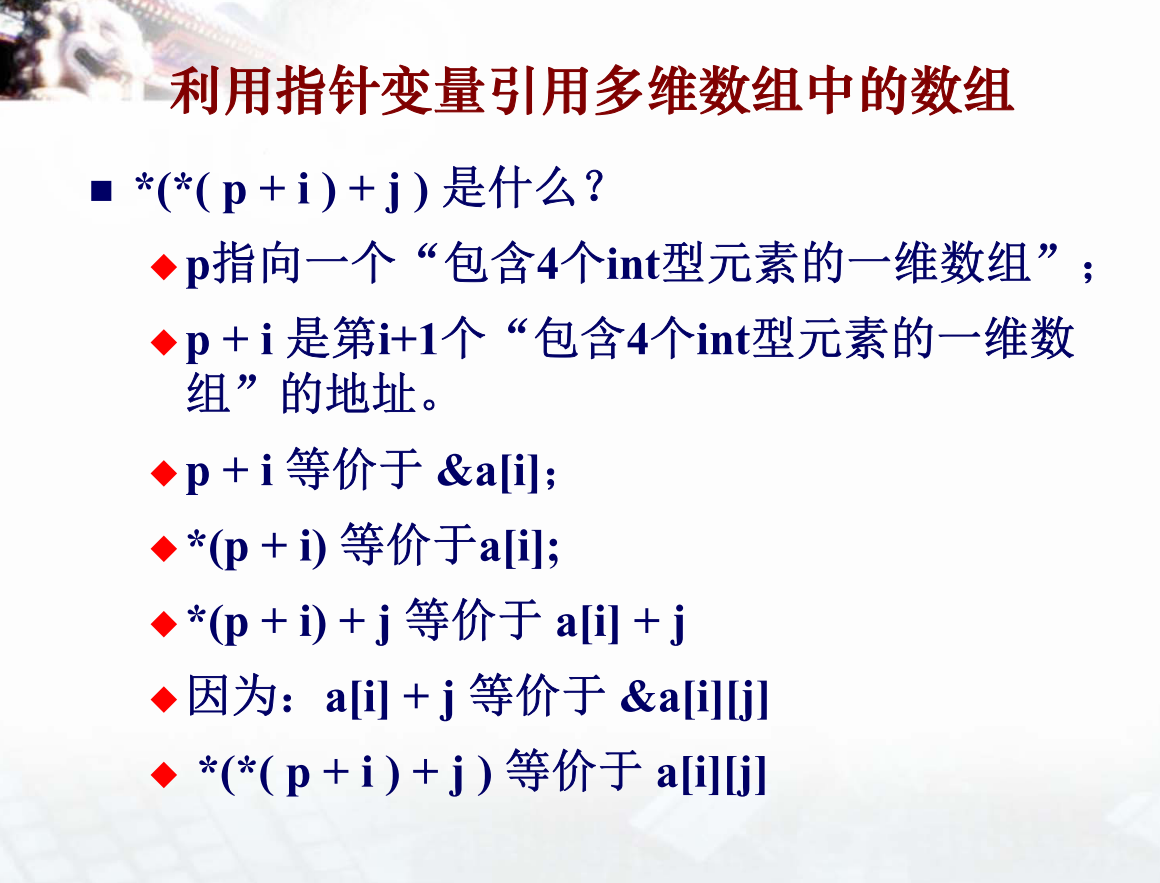 利用指针变量引用多维数组中的数组
*(*( p + i ) + j ) 是什么?
p指向一个“包含4个int型元素的一维数组”;
p + i 是第i+1个“包含4个int型元素的一维数
组”的地址。
p + i 等价于 &a[i];
*(p + i) 等价于a[i];
*(p + i) + j 等价于 a[i] + j
因为:a[i] + j 等价于 &a[i][j]
*(*( p + i ) + j ) 等价于 a[i][j]